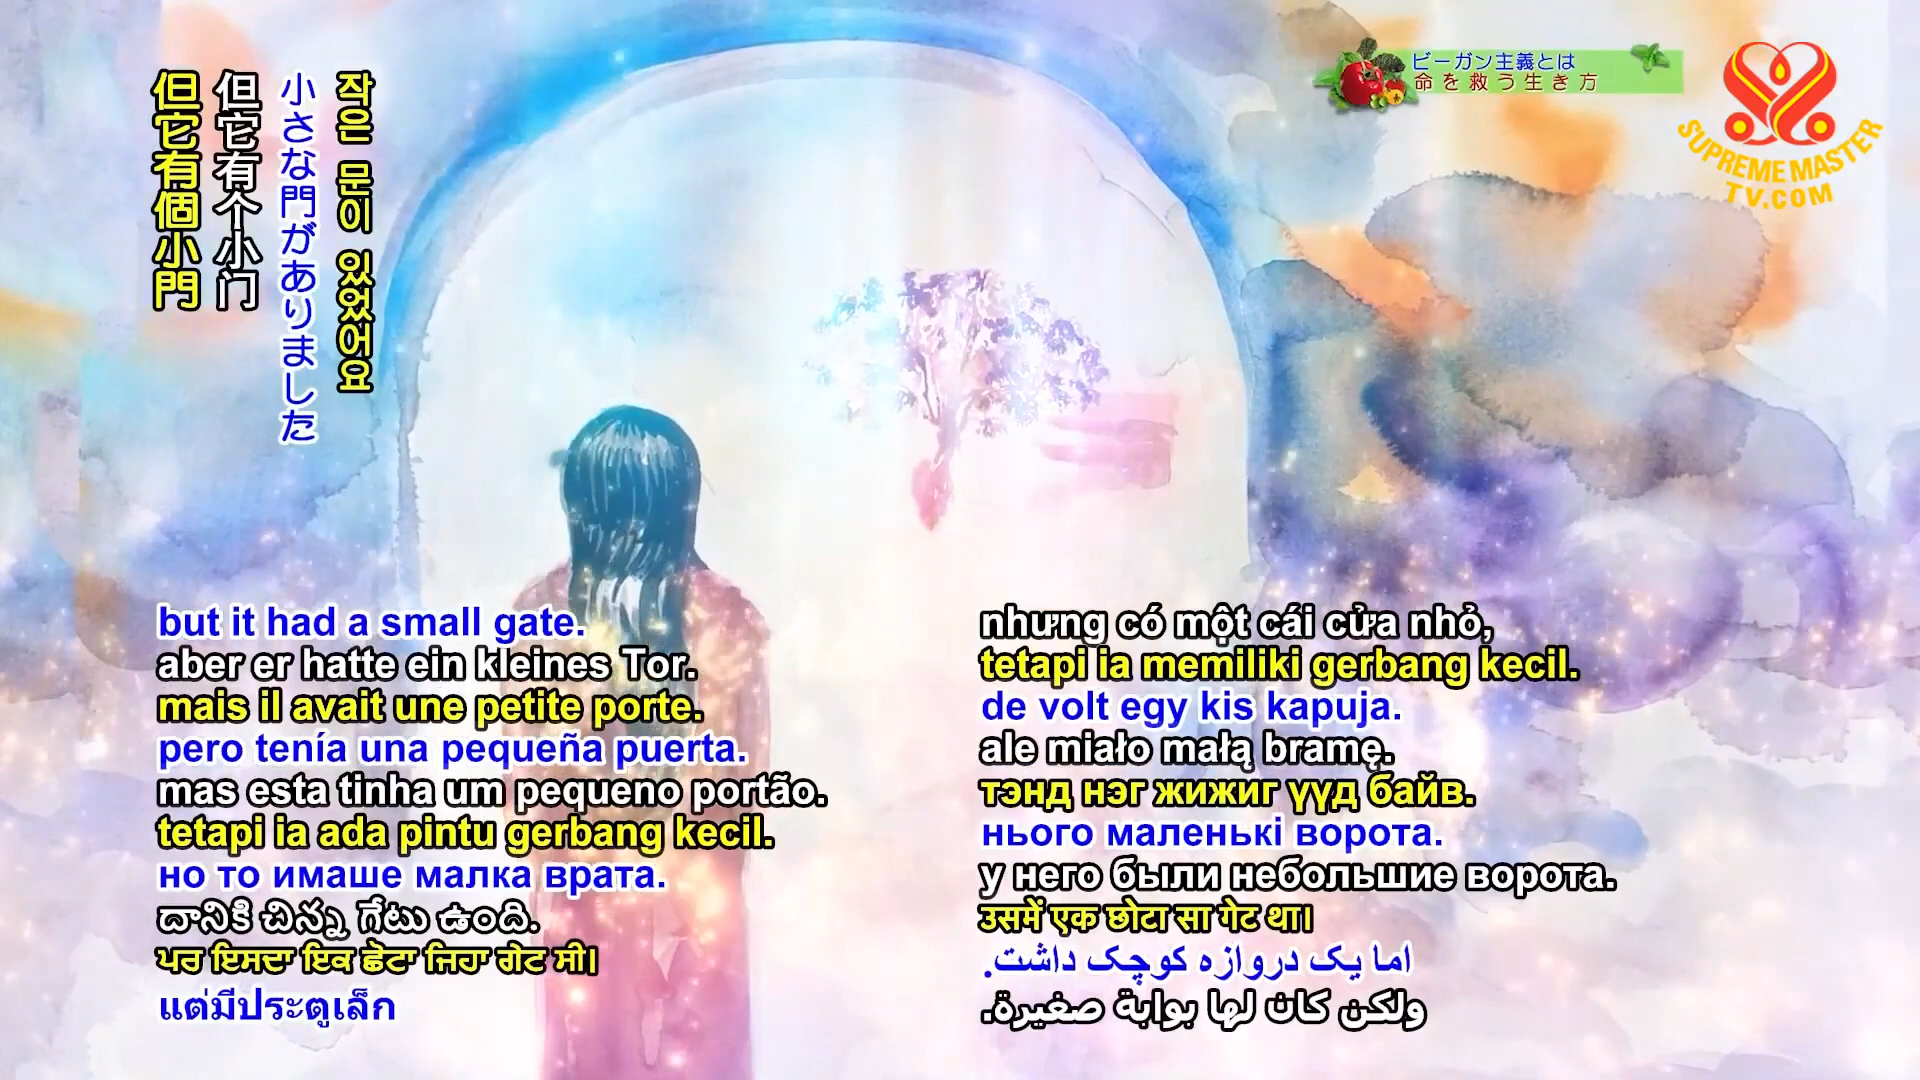 但它有個小門
但它有个小门
小さな門がありました
작은 문이 있었어요
ビーガン主義とは
命を救う生き方
SUPREME MASTER
TV.COM
but it had a small gate.
aber er hatte ein kleines Tor.
mais il avait une petite porte.
pero tenía una pequeña puerta.
mas esta tinha um pequeno portão.
tetapi ia ada pintu gerbang kecil.
но то имаше малка врата.
దానికి చిన్న గేటు ఉంది.
ਪਰ ਇਸਦਾ ਇਕ ਛੋਟਾ ਜਿਹਾ ਗੇਟ ਸੀ।
แต่มีประตูเล็ก
nhưng có một cái cửa nhỏ,
tetapi ia memiliki gerbang kecil.
de volt egy kis kapuja.
ale miało małą bramę.
тэнд нэг жижиг үүд байв.
нього маленькі ворота.
у него были небольшие ворота.
उसमें एक छोटा सा गेट था।
اما یک دروازه کوچک داشت.
ولكن كان لها بوابة صغيرة.